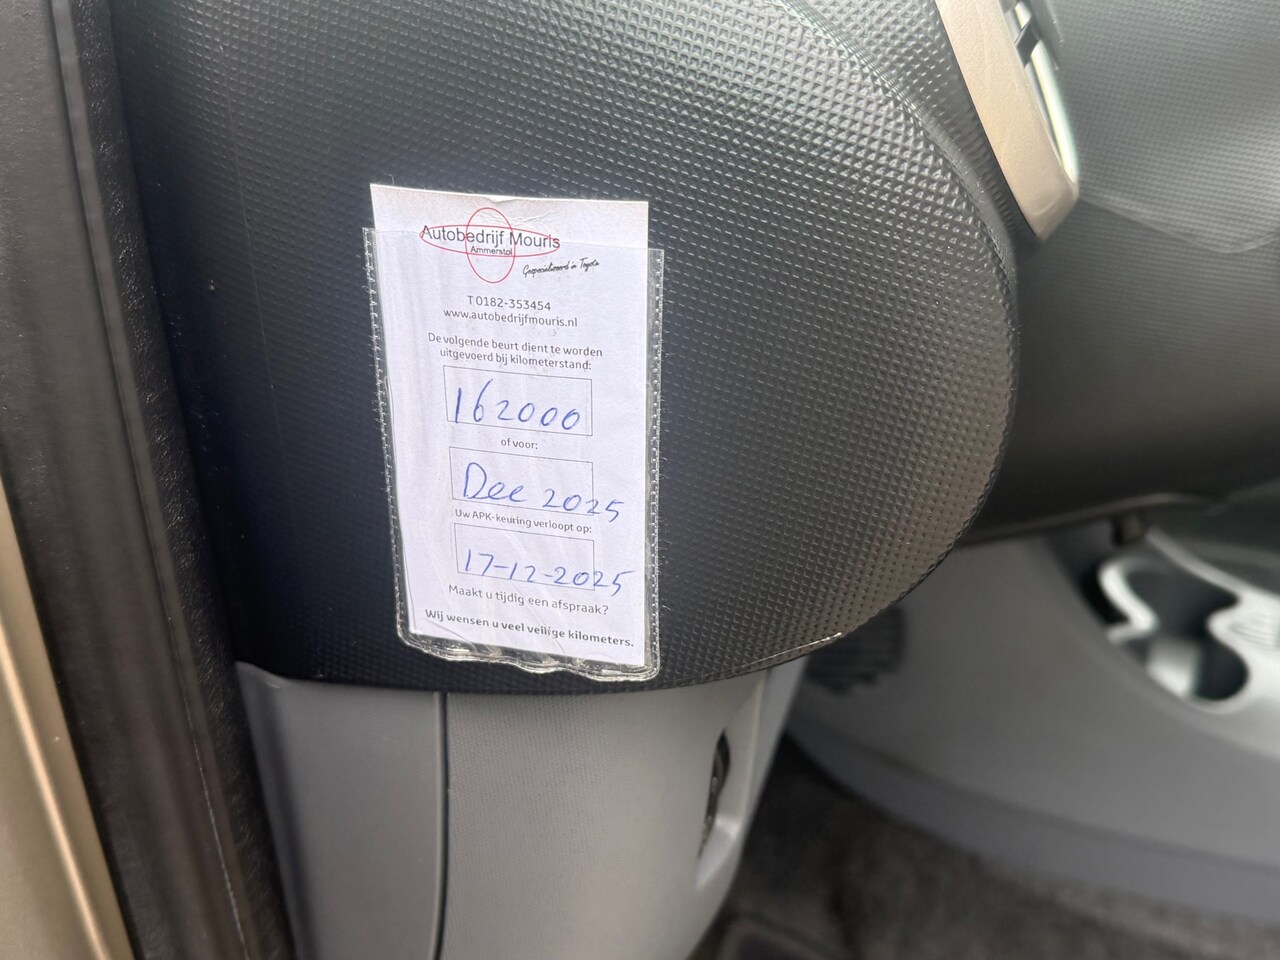 Autobedrijf Mouris
Ammerstol
Gespecialiseerd in Toyota
T 0182-353454
www.autobedrijfmouris.nl
De volgende beurt dient te worden
uitgevoerd bij kilometerstand:
162000
of voor:
Dec 2025
Uw APK-keuring verloopt op:
17-12-2025
Maakt u tijdig een afspraak?
Wij wensen u veel veilige kilometers.